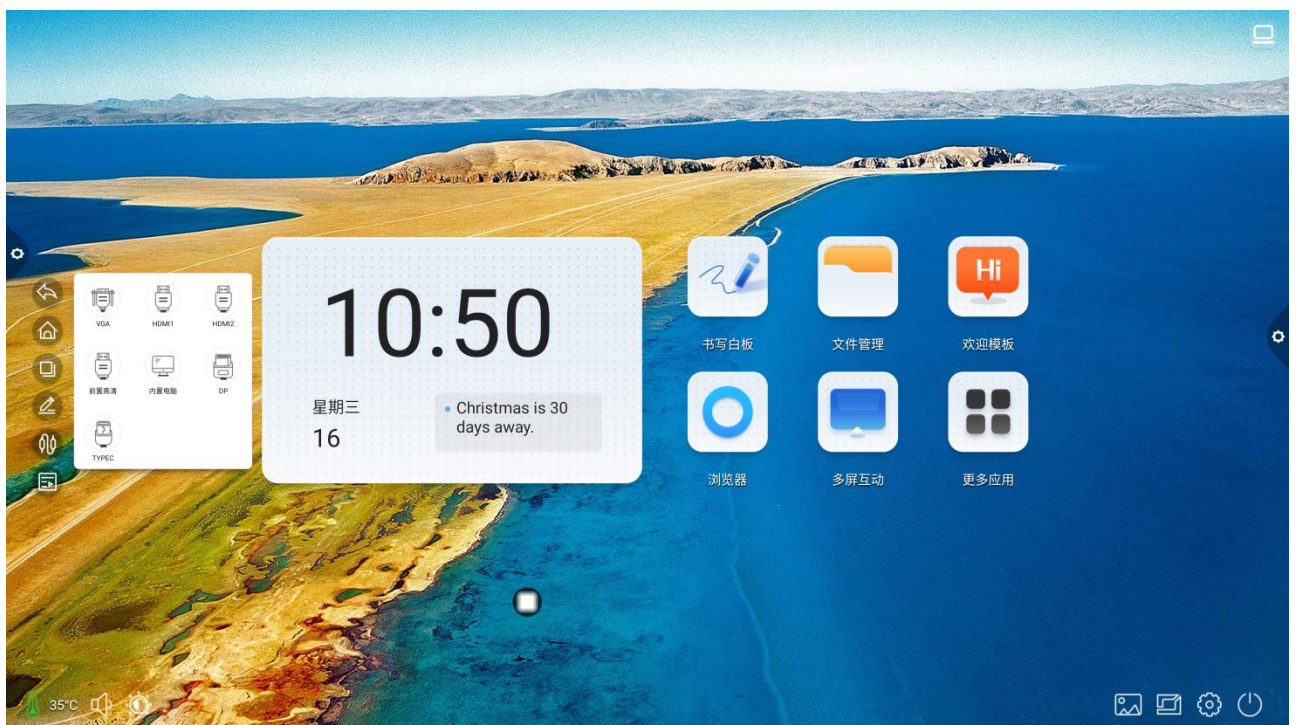 VGA
HDMI1
HDMI2
前置高清
内置电脑
DP
TYPEC
10:50
星期三
16
Christmas is 30
days away.
Hi
书写白板
文件管理
欢迎模板
浏览器
多屏互动
更多应用
35°C